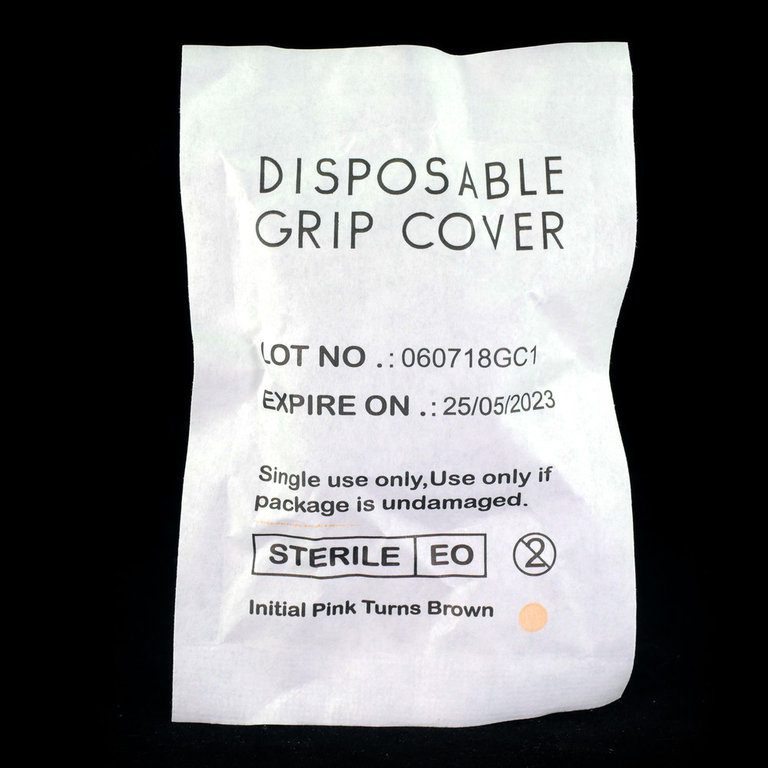 DISPOSABLE
GRIP COVER
LOT NO .: 060718GC1
EXPIRE ON .: 25/05/2023
Single use only,Use only if
package is undamaged.
STERILE EO 2
Initial Pink Turns Brown